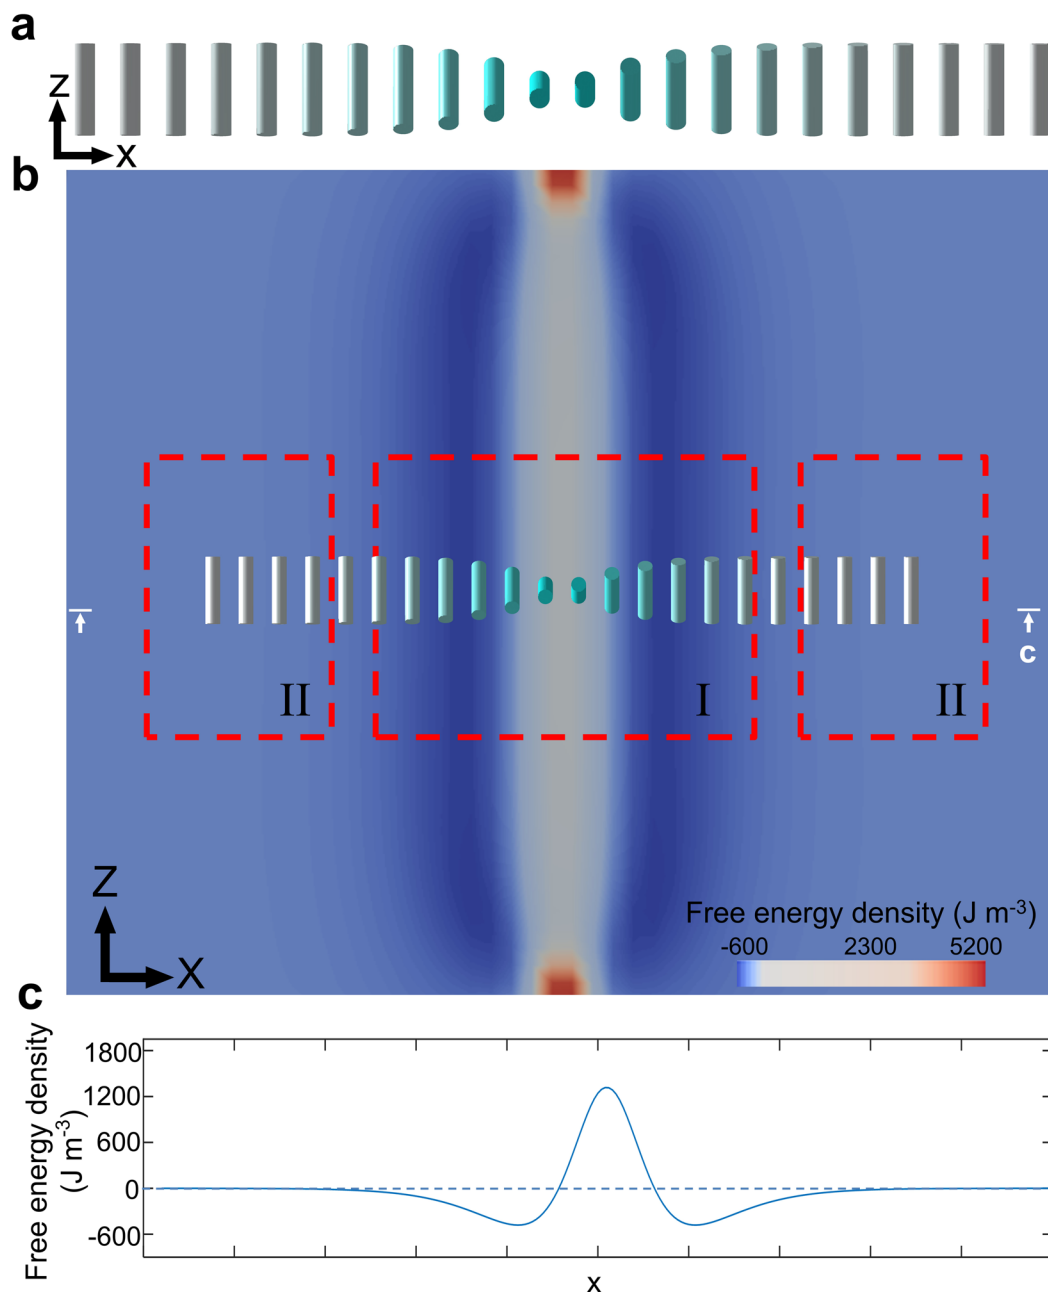 a
z
x
b
II
I
II
c
Z
X
Free energy density (J m⁻³)
-600 2300 5200
c
Free energy density
(J m⁻³)
1800
1200
600
0
-600
x